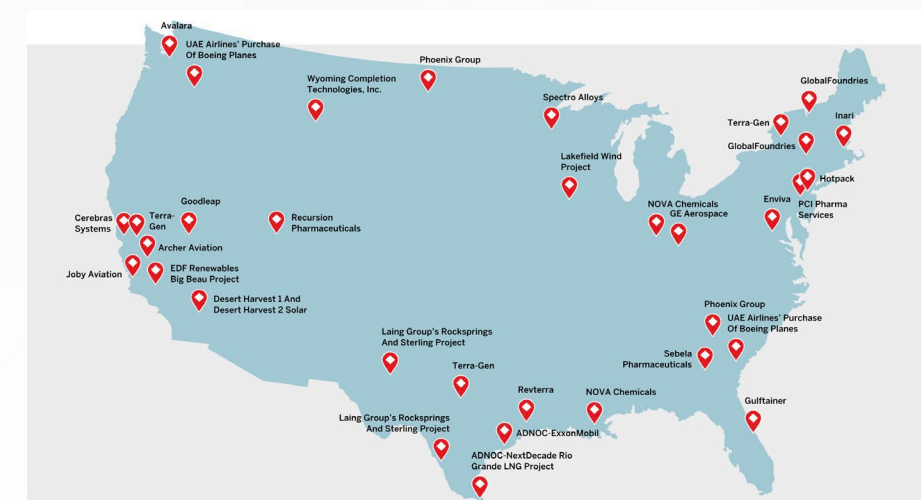 Avalara
UAE Airlines' Purchase
Of Boeing Planes
Phoenix Group
Wyoming Completion
Technologies, Inc.
GlobalFoundries
Spectro Alloys
Inari
Terra-Gen
GlobalFoundries
Lakefield Wind
Project
Hotpack
Goodleap
Enviva
PCI Pharma
Services
NOVA Chemicals
GE Aerospace
Cerebras
Systems
Terra-
Gen
Recursion
Pharmaceuticals
Archer Aviation
Joby Aviation
EDF Renewables
Big Beau Project
Desert Harvest 1 And
Desert Harvest 2 Solar
Phoenix Group
UAE Airlines' Purchase
Of Boeing Planes
Laing Group's Rocksprings
And Sterling Project
Sebela
Pharmaceuticals
Terra-Gen
Revterra
NOVA Chemicals
Gulftainer
Laing Group's Rocksprings
And Sterling Project
ADNOC-ExxonMobil
ADNOC-NextDecade Rio
Grande LNG Project